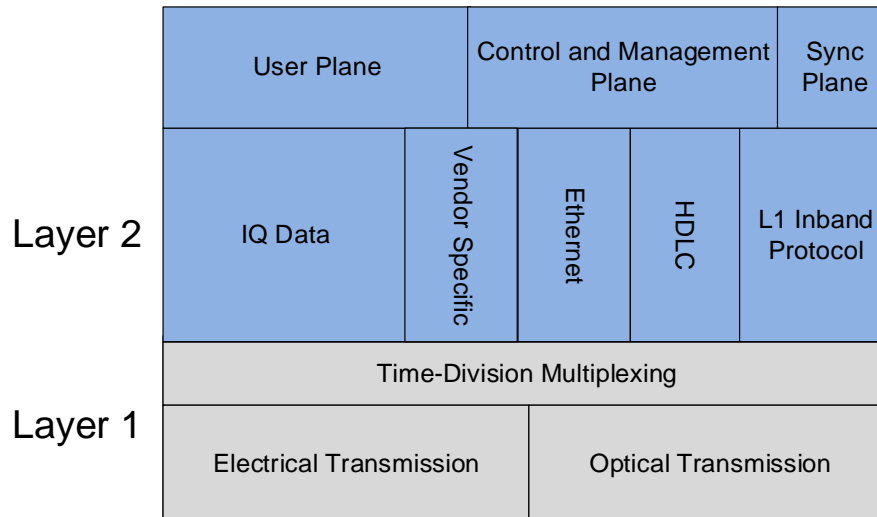 User Plane
Control and Management
Plane
Sync
Plane
Layer 2
IQ Data
Vendor Specific
Ethernet
HDLC
L1 Inband
Protocol
Time-Division Multiplexing
Layer 1
Electrical Transmission
Optical Transmission